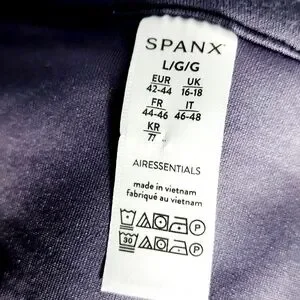 SPANX
L/G/G
EUR UK
42-44 16-18
FR IT
44-46 46-48
KR
77
AIRESSENTIALS
made in vietnam
fabriqué au vietnam
P
30 P